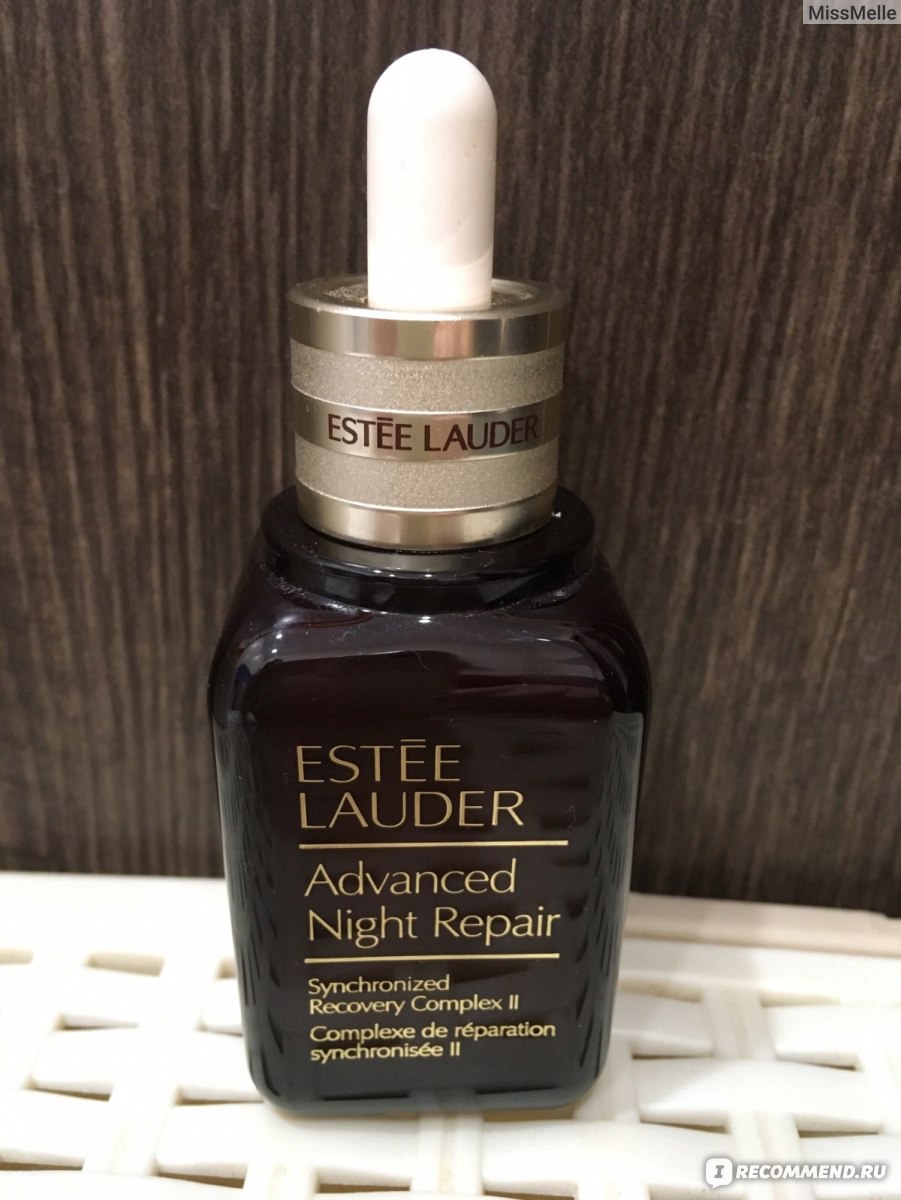 MissMelle
ESTĒE LAUDER
ESTĒE
LAUDER
Advanced
Night Repair
Synchronized
Recovery Complex II
Complexe de réparation
synchronisée II
I RECOMMEND.RU